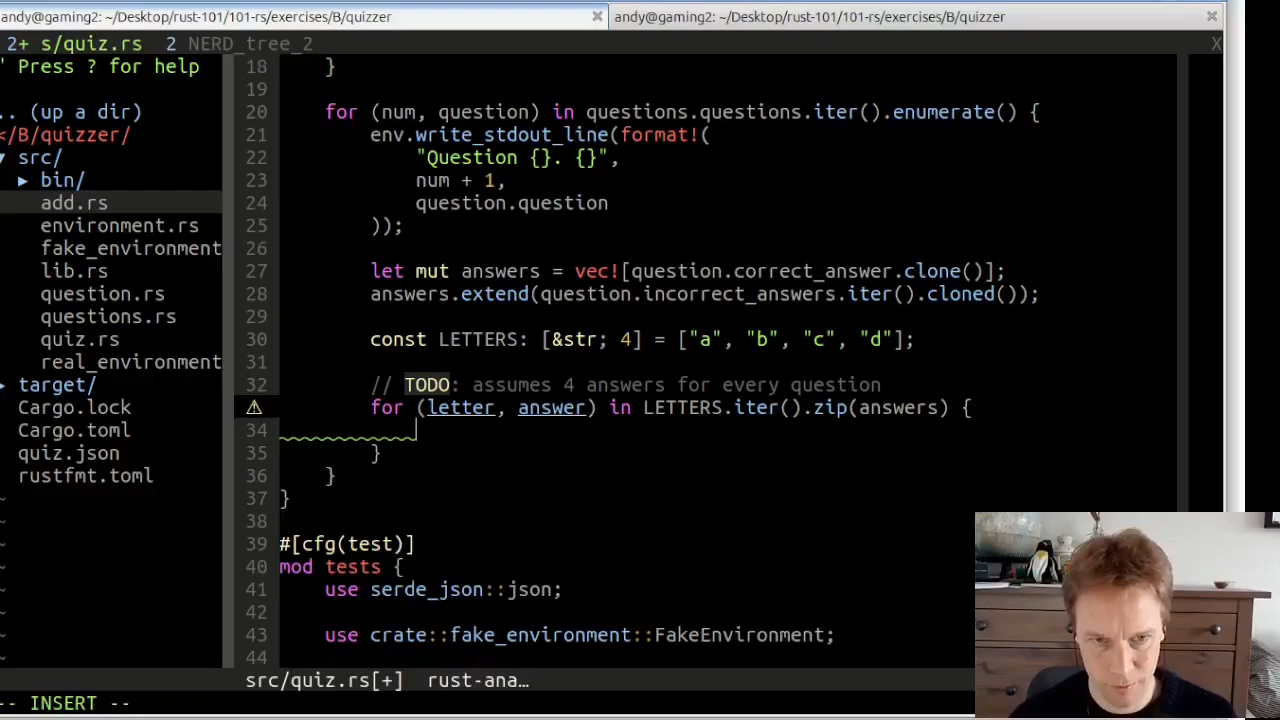 andy@gaming2: ~/Desktop/rust-101/101-rs/exercises/B/quizzer
andy@gaming2: ~/Desktop/rust-101/101-rs/exercises/B/quizzer
2+ s/quiz.rs 2 NERD_tree_2 X
" Press ? for help
.. (up a dir)
</B/quizzer/
▼ src/
▶ bin/
add.rs
environment.rs
fake_environment
lib.rs
question.rs
questions.rs
quiz.rs
real_environment
▸ target/
Cargo.lock
Cargo.toml
quiz.json
rustfmt.toml
~
~
~
~
~
~
~
~
18 }
19
20 for (num, question) in questions.questions.iter().enumerate() {
21 env.write_stdout_line(format!(
22 "Question {}. {}",
23 num + 1,
24 question.question
25 ));
26
27 let mut answers = vec![question.correct_answer.clone()];
28 answers.extend(question.incorrect_answers.iter().cloned());
29
30 const LETTERS: [&str; 4] = ["a", "b", "c", "d"];
31
32 // TODO: assumes 4 answers for every question
⚠ for (letter, answer) in LETTERS.iter().zip(answers) {
34
35 }
36 }
37 }
38
39 #[cfg(test)]
40 mod tests {
41 use serde_json::json;
42
43 use crate::fake_environment::FakeEnvironment;
44
src/quiz.rs[+] rust-ana…
-- INSERT --